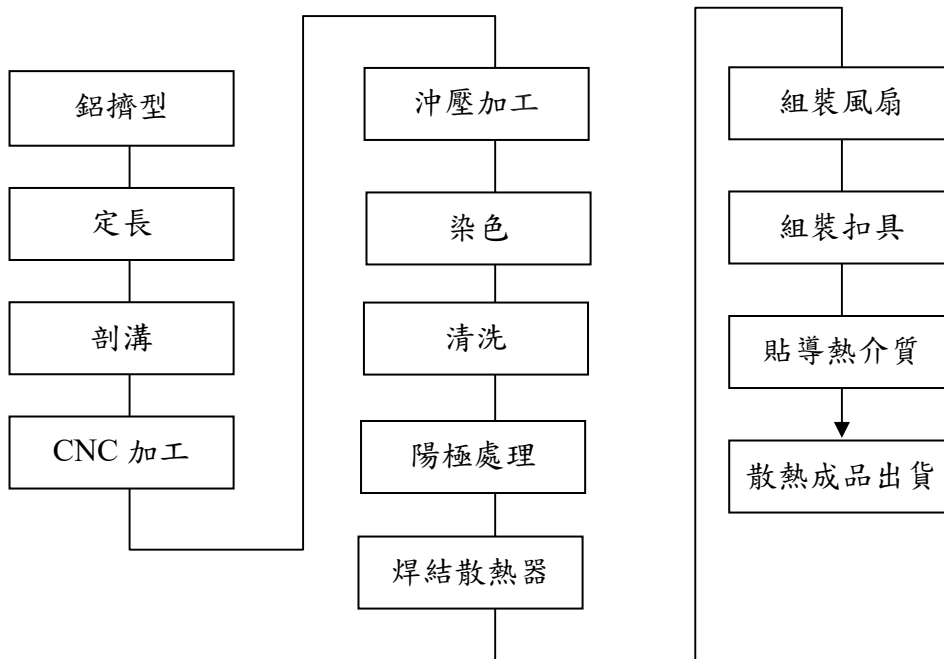 鋁擠型
定長
剖溝
CNC 加工
沖壓加工
染色
清洗
陽極處理
焊結散熱器
組裝風扇
組裝扣具
貼導熱介質
散熱成品出貨